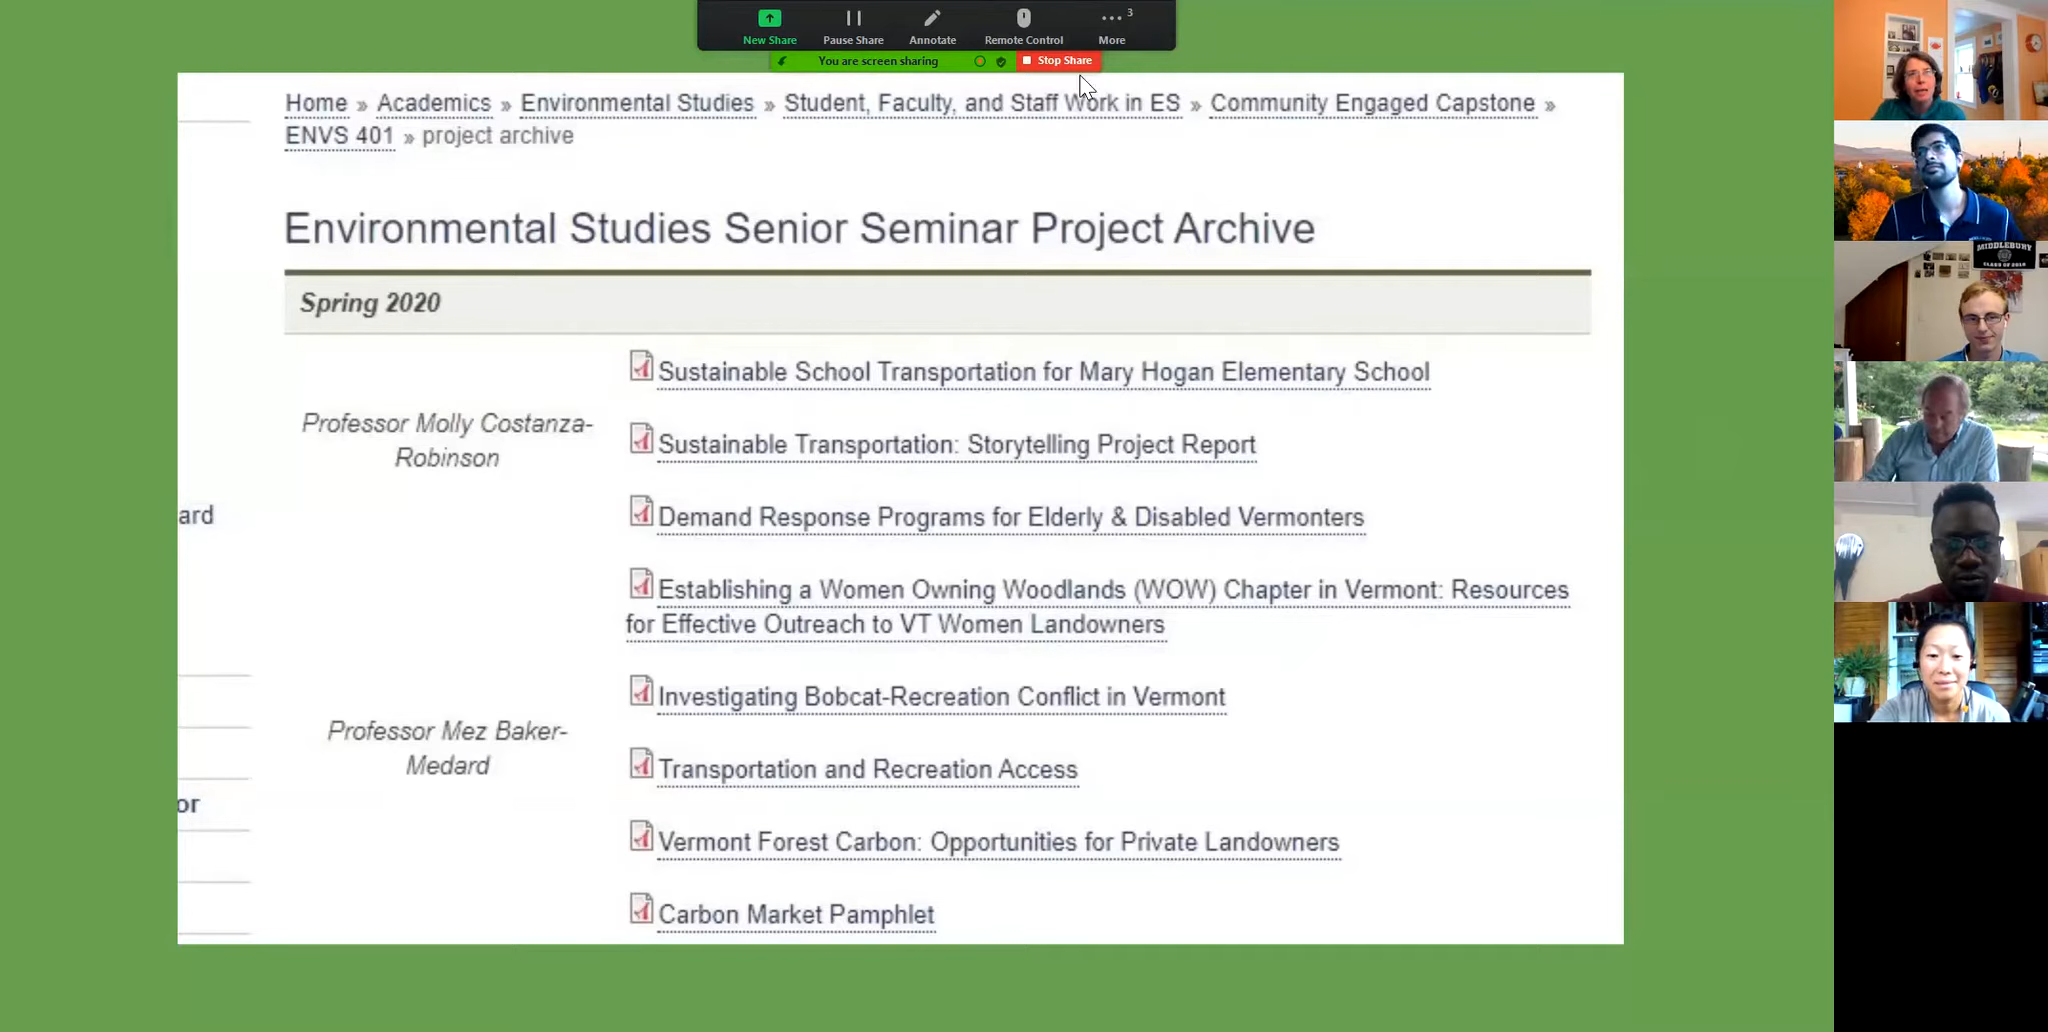 New Share
Pause Share
Annotate
Remote Control
More
3
You are screen sharing
Stop Share
Home » Academics » Environmental Studies » Student, Faculty, and Staff Work in ES » Community Engaged Capstone »
ENVS 401 » project archive
Environmental Studies Senior Seminar Project Archive
Spring 2020
Professor Molly Costanza-
Robinson
Sustainable School Transportation for Mary Hogan Elementary School
Sustainable Transportation: Storytelling Project Report
Demand Response Programs for Elderly & Disabled Vermonters
ard
Establishing a Women Owning Woodlands (WOW) Chapter in Vermont: Resources
for Effective Outreach to VT Women Landowners
Professor Mez Baker-
Medard
Investigating Bobcat-Recreation Conflict in Vermont
Transportation and Recreation Access
or
Vermont Forest Carbon: Opportunities for Private Landowners
Carbon Market Pamphlet
MIDDLEBURY